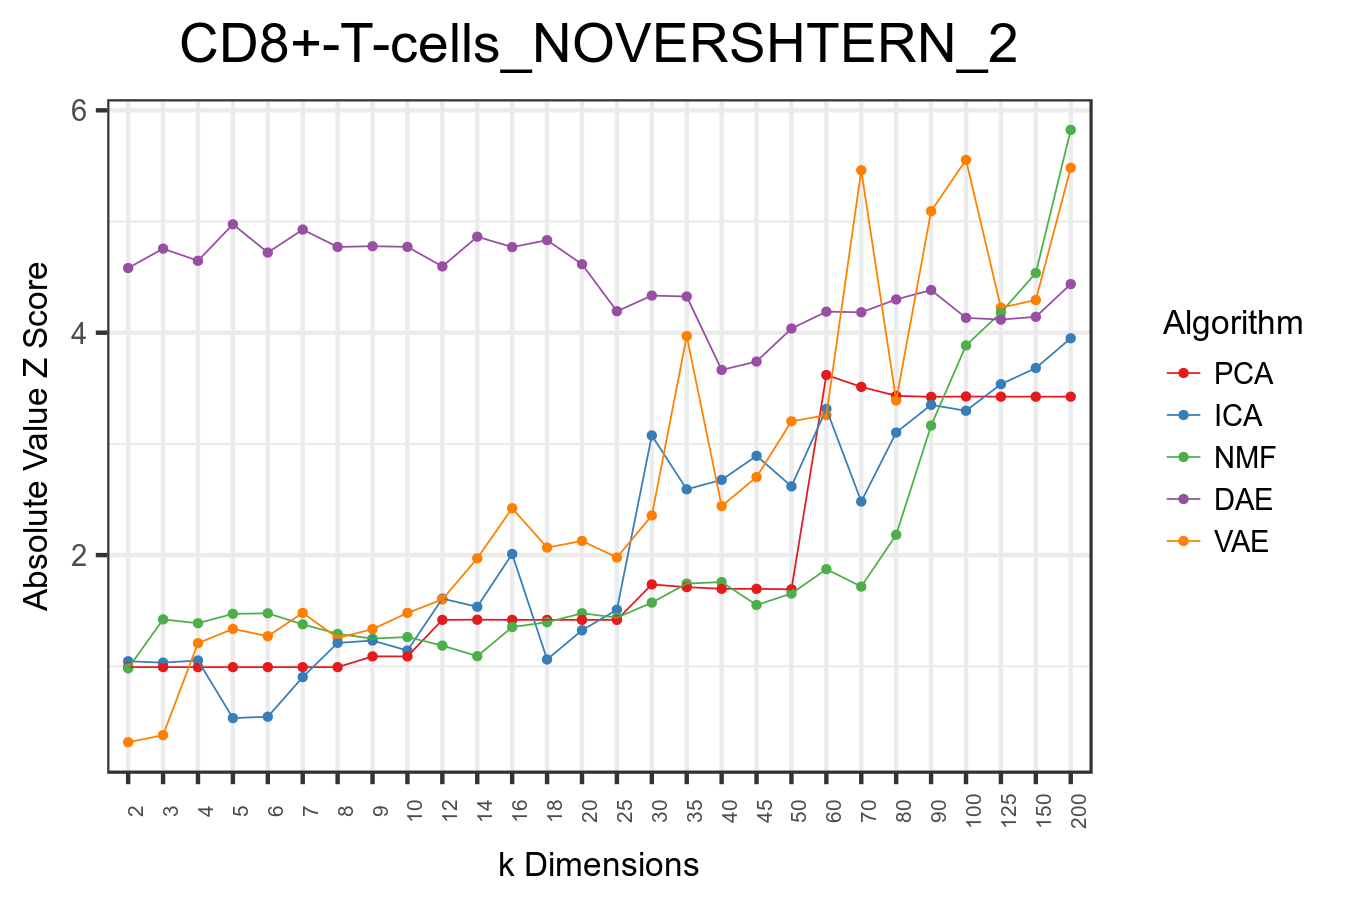 CD8+-T-cells_NOVERSHTERN_2
Absolute Value Z Score
6
4
2
2 3 4 5 6 7 8 9 10 12 14 16 18 20 25 30 35 40 45 50 60 70 80 90 100 125 150 200
k Dimensions
Algorithm
PCA
ICA
NMF
DAE
VAE